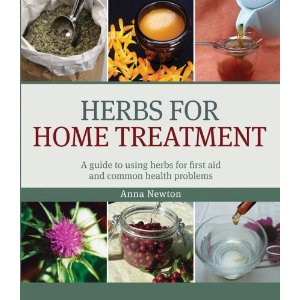 HERBS FOR
HOME TREATMENT
A guide to using herbs for first aid
and common health problems
Anna Newton